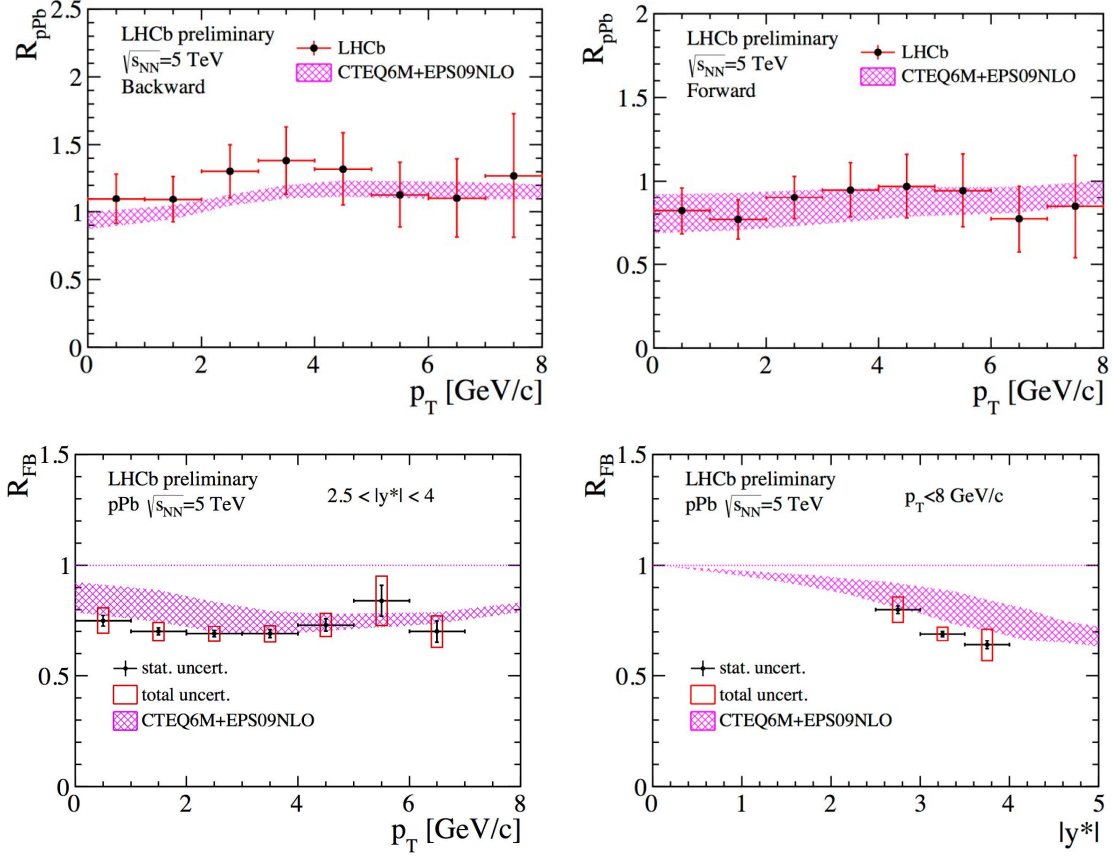 R_pPb
2.5
2
1.5
1
0.5
0
LHCb preliminary
√s_NN=5 TeV
Backward
LHCb
CTEQ6M+EPS09NLO
0 2 4 6 8
p_T [GeV/c]
R_pPb
2
1.5
1
0.5
0
LHCb preliminary
√s_NN=5 TeV
Forward
LHCb
CTEQ6M+EPS09NLO
0 2 4 6 8
p_T [GeV/c]
R_FB
1.5
1
0.5
0
LHCb preliminary
pPb √s_NN=5 TeV
2.5 < |y*| < 4
stat. uncert.
total uncert.
CTEQ6M+EPS09NLO
0 2 4 6 8
p_T [GeV/c]
R_FB
1.5
1
0.5
0
LHCb preliminary
pPb √s_NN=5 TeV
p_T<8 GeV/c
stat. uncert.
total uncert.
CTEQ6M+EPS09NLO
0 1 2 3 4 5
|y*|